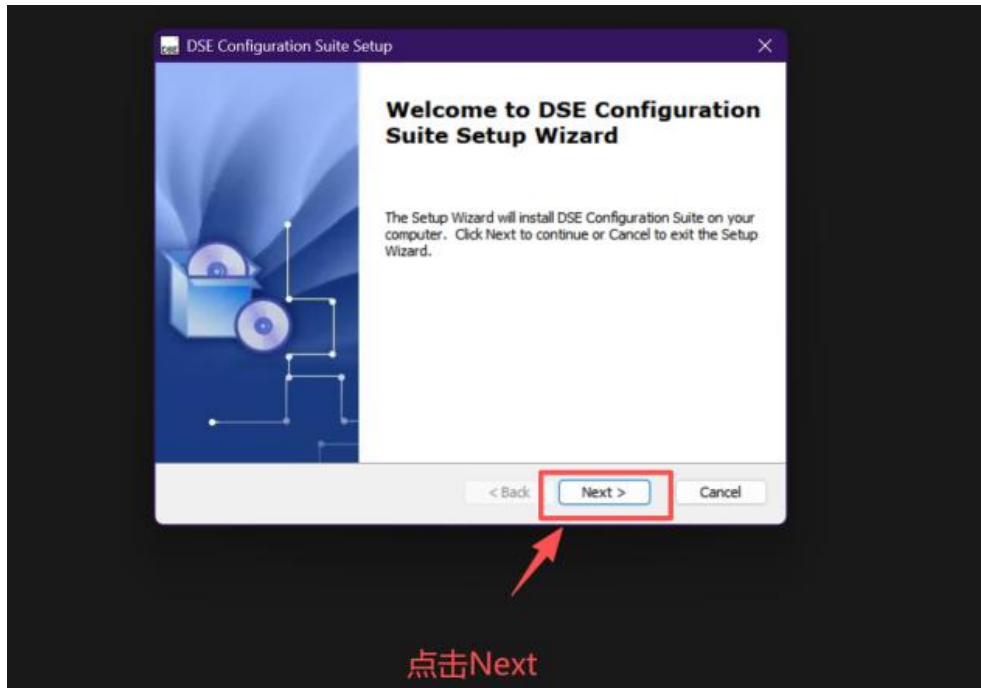 DSE DSE Configuration Suite Setup
Welcome to DSE Configuration
Suite Setup Wizard
The Setup Wizard will install DSE Configuration Suite on your
computer. Click Next to continue or Cancel to exit the Setup
Wizard.
< Back Next > Cancel
点击Next